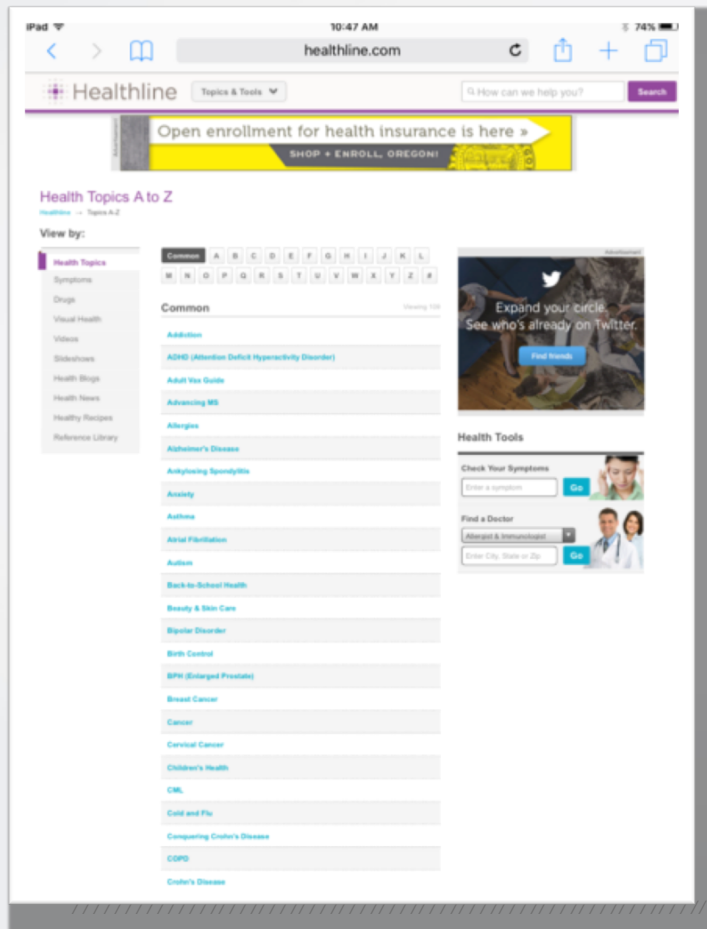 iPad 10:47 AM 74%
healthline.com
Healthline Topics & Tools How can we help you? Search
Open enrollment for health insurance is here »
SHOP + ENROLL, OREGON!
Health Topics A to Z
Healthline → Topics A-Z
View by:
Health Topics
Symptoms
Drugs
Visual Health
Videos
Slideshows
Health Blogs
Health News
Healthy Recipes
Reference Library
Common A B C D E F G H I J K L
M N O P Q R S T U V W X Y Z #
Common
Addiction
ADHD (Attention Deficit Hyperactivity Disorder)
Adult Vax Guide
Advancing MS
Allergies
Alzheimer's Disease
Ankylosing Spondylitis
Anxiety
Asthma
Atrial Fibrillation
Autism
Back-to-School Health
Beauty & Skin Care
Bipolar Disorder
Birth Control
BPH (Enlarged Prostate)
Breast Cancer
Cancer
Cervical Cancer
Children's Health
CML
Cold and Flu
Conquering Crohn's Disease
COPD
Crohn's Disease
Advertisement
Expand your circle.
See who's already on Twitter.
Find friends
Health Tools
Check Your Symptoms
Enter a symptom Go
Find a Doctor
Allergist & Immunologist
Enter City, State or Zip Go